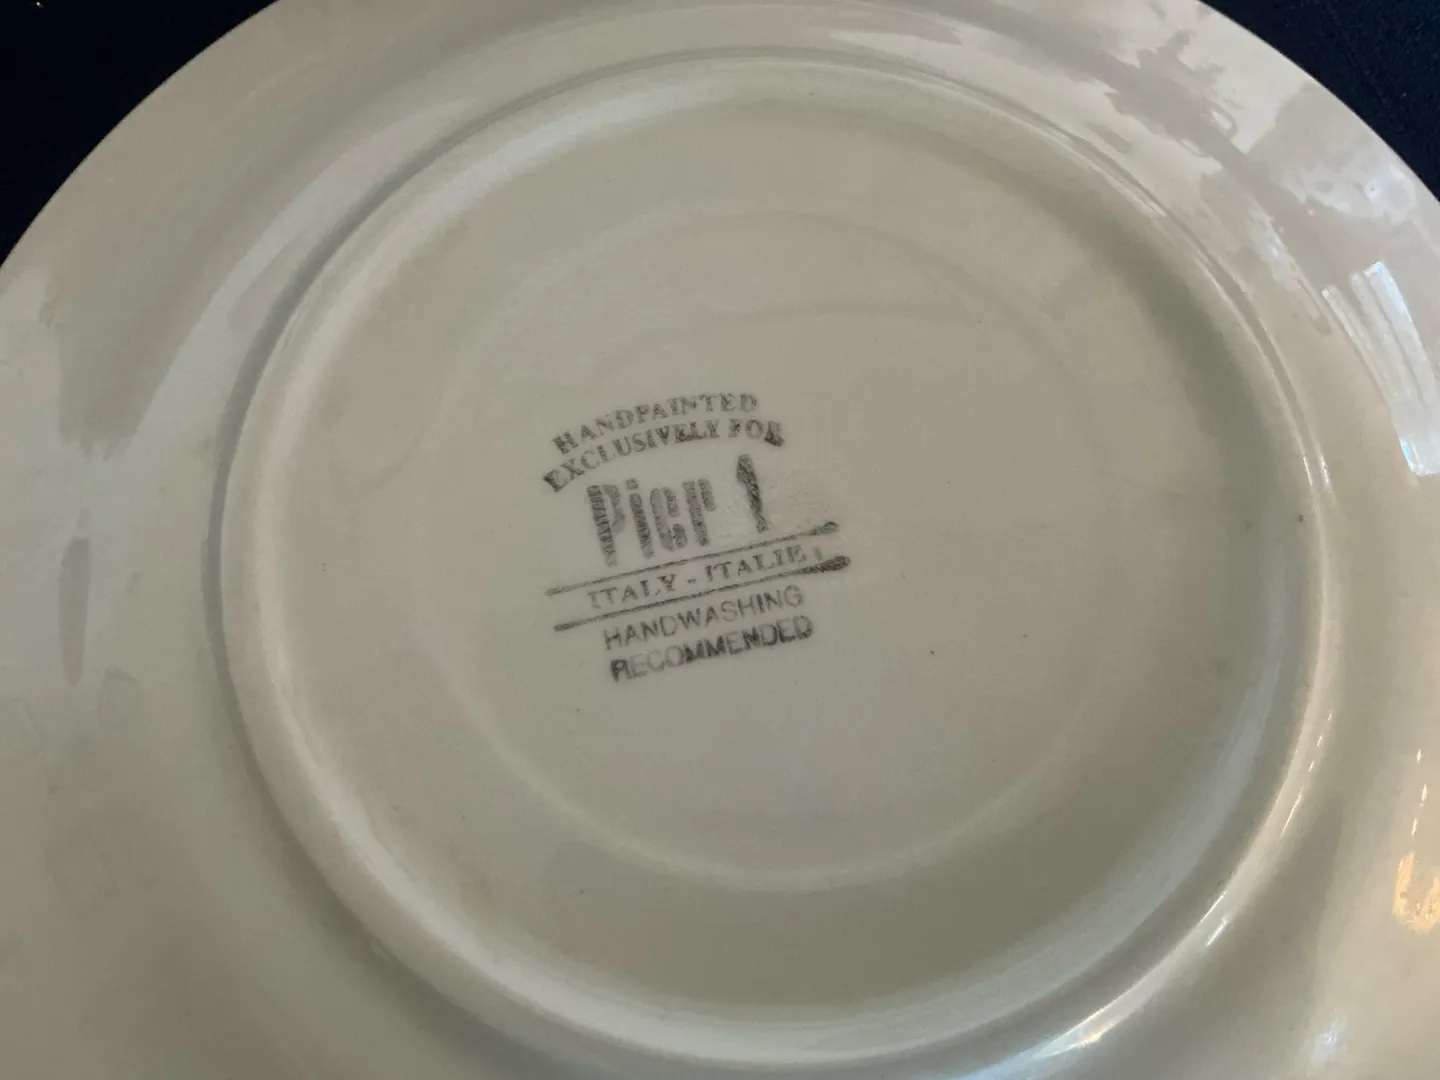 HANDPAINTED
EXCLUSIVELY FOR
Pier 1
ITALY - ITALIE
HANDWASHING
RECOMMENDED